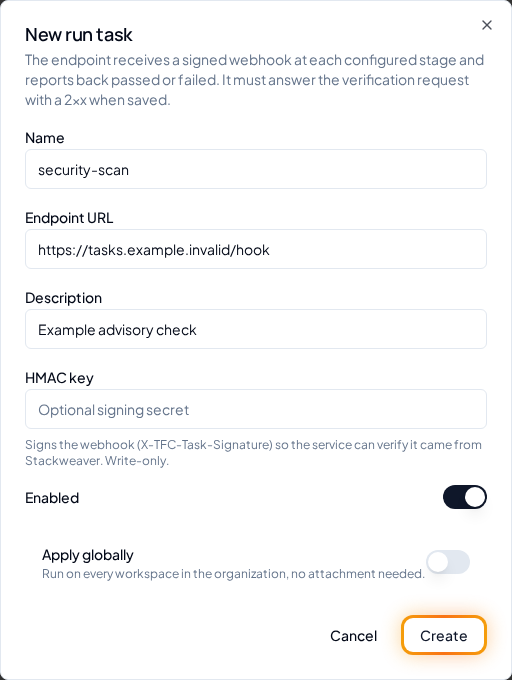 New run task
The endpoint receives a signed webhook at each configured stage and
reports back passed or failed. It must answer the verification request
with a 2xx when saved.
Name
security-scan
Endpoint URL
https://tasks.example.invalid/hook
Description
Example advisory check
HMAC key
Optional signing secret
Signs the webhook (X-TFC-Task-Signature) so the service can verify it came from
Stackweaver. Write-only.
Enabled
Apply globally
Run on every workspace in the organization, no attachment needed.
Cancel
Create